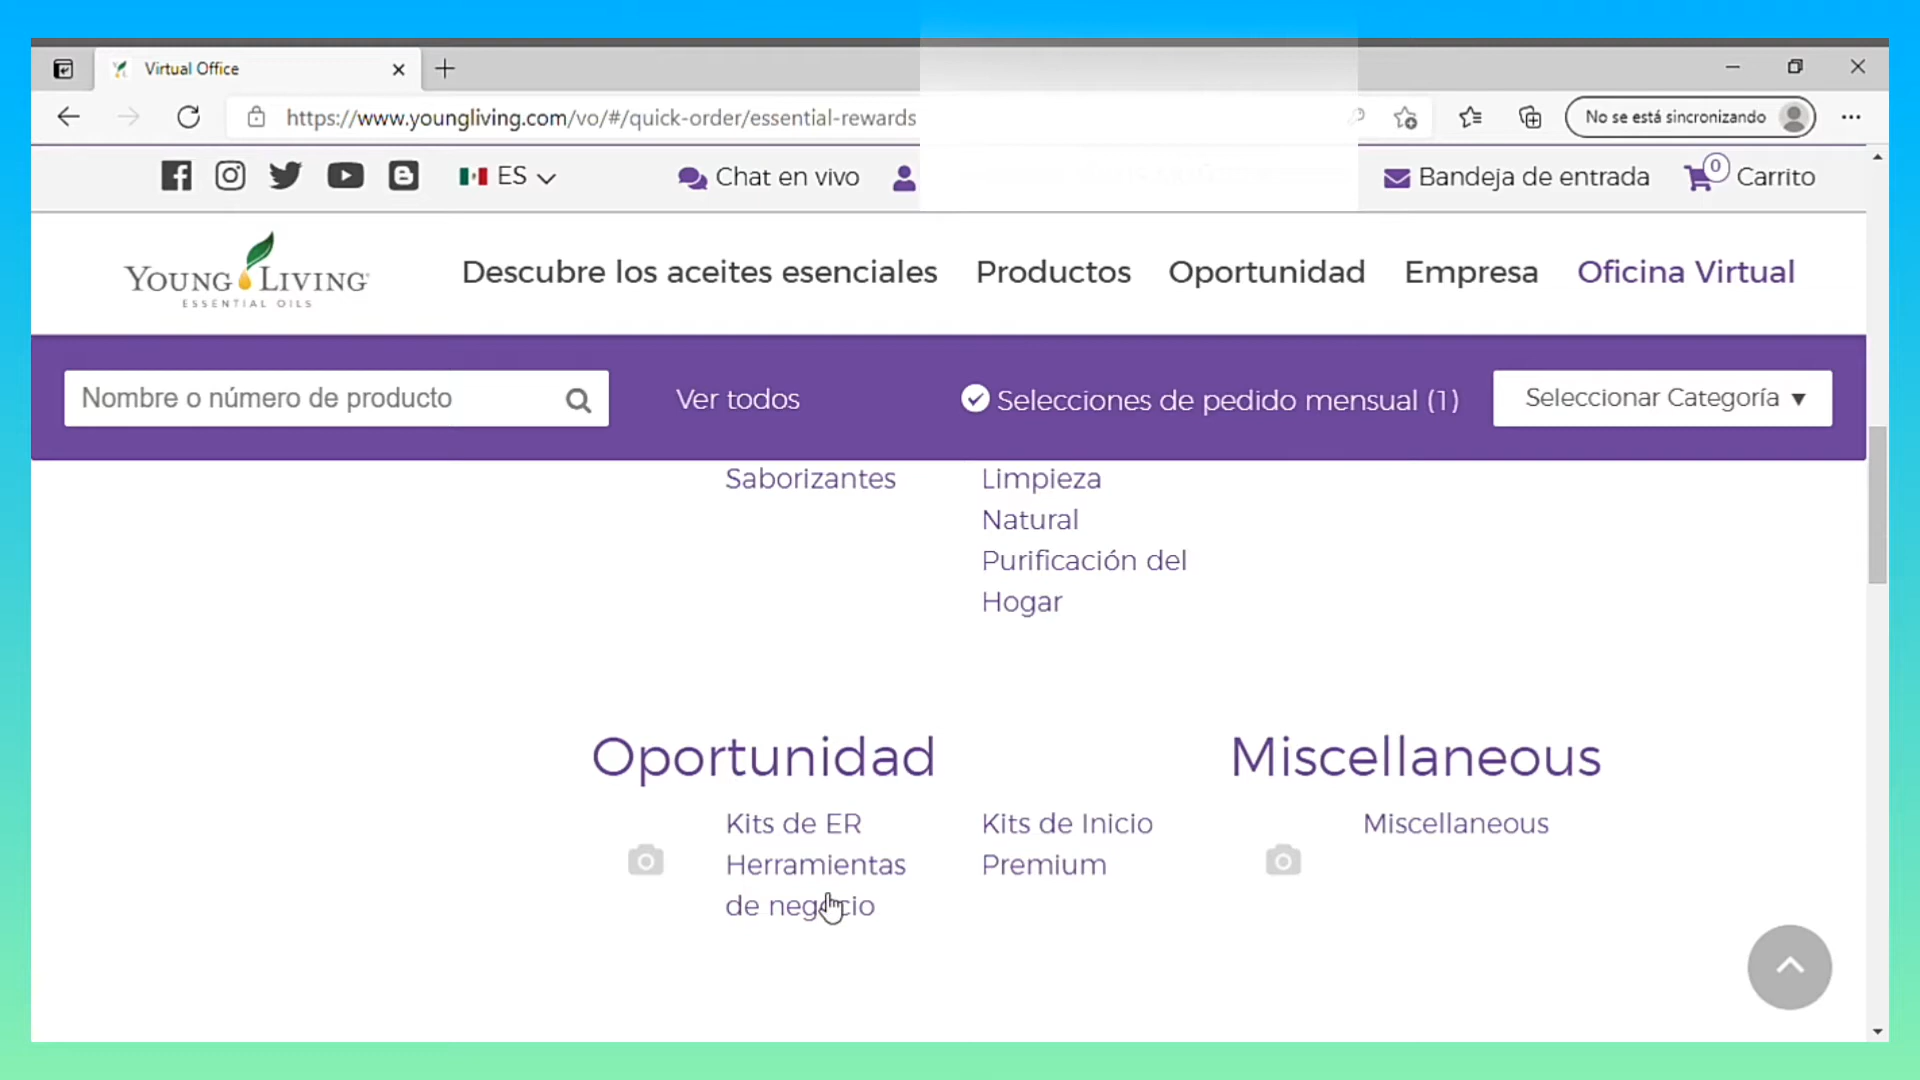 Virtual Office
https://www.youngliving.com/vo/#/quick-order/essential-rewards
No se está sincronizando
ES
Chat en vivo
Bandeja de entrada
0
Carrito
YOUNG LIVING
ESSENTIAL OILS
Descubre los aceites esenciales
Productos
Oportunidad
Empresa
Oficina Virtual
Nombre o número de producto
Ver todos
Selecciones de pedido mensual (1)
Seleccionar Categoría
Saborizantes
Limpieza
Natural
Purificación del
Hogar
Oportunidad
Kits de ER
Herramientas
de negocio
Kits de Inicio
Premium
Miscellaneous
Miscellaneous